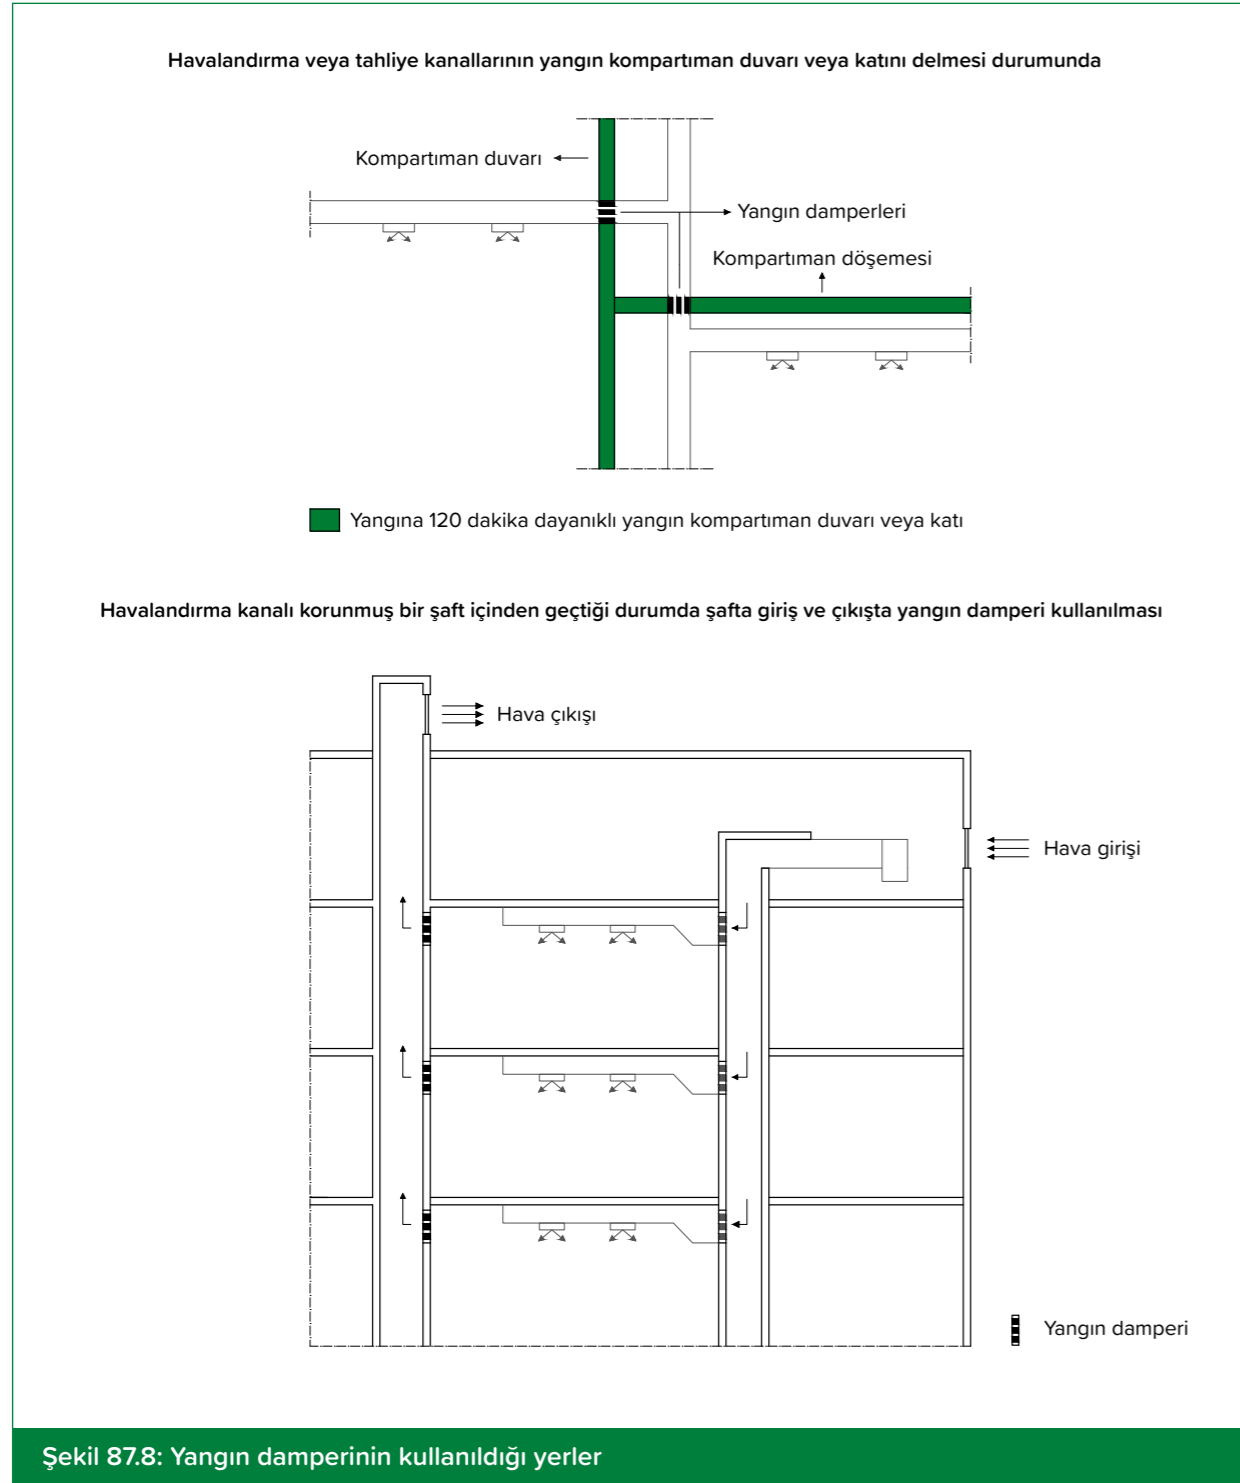 Havalandırma veya tahliye kanallarının yangın kompartıman duvarı veya katını delmesi durumunda
Kompartıman duvarı
Yangın damperleri
Kompartıman döşemesi
Yangına 120 dakika dayanıklı yangın kompartıman duvarı veya katı
Havalandırma kanalı korunmuş bir şaft içinden geçtiği durumda şafta giriş ve çıkışta yangın damperi kullanılması
Hava çıkışı
Hava girişi
Yangın damperi
Şekil 87.8: Yangın damperinin kullanıldığı yerler